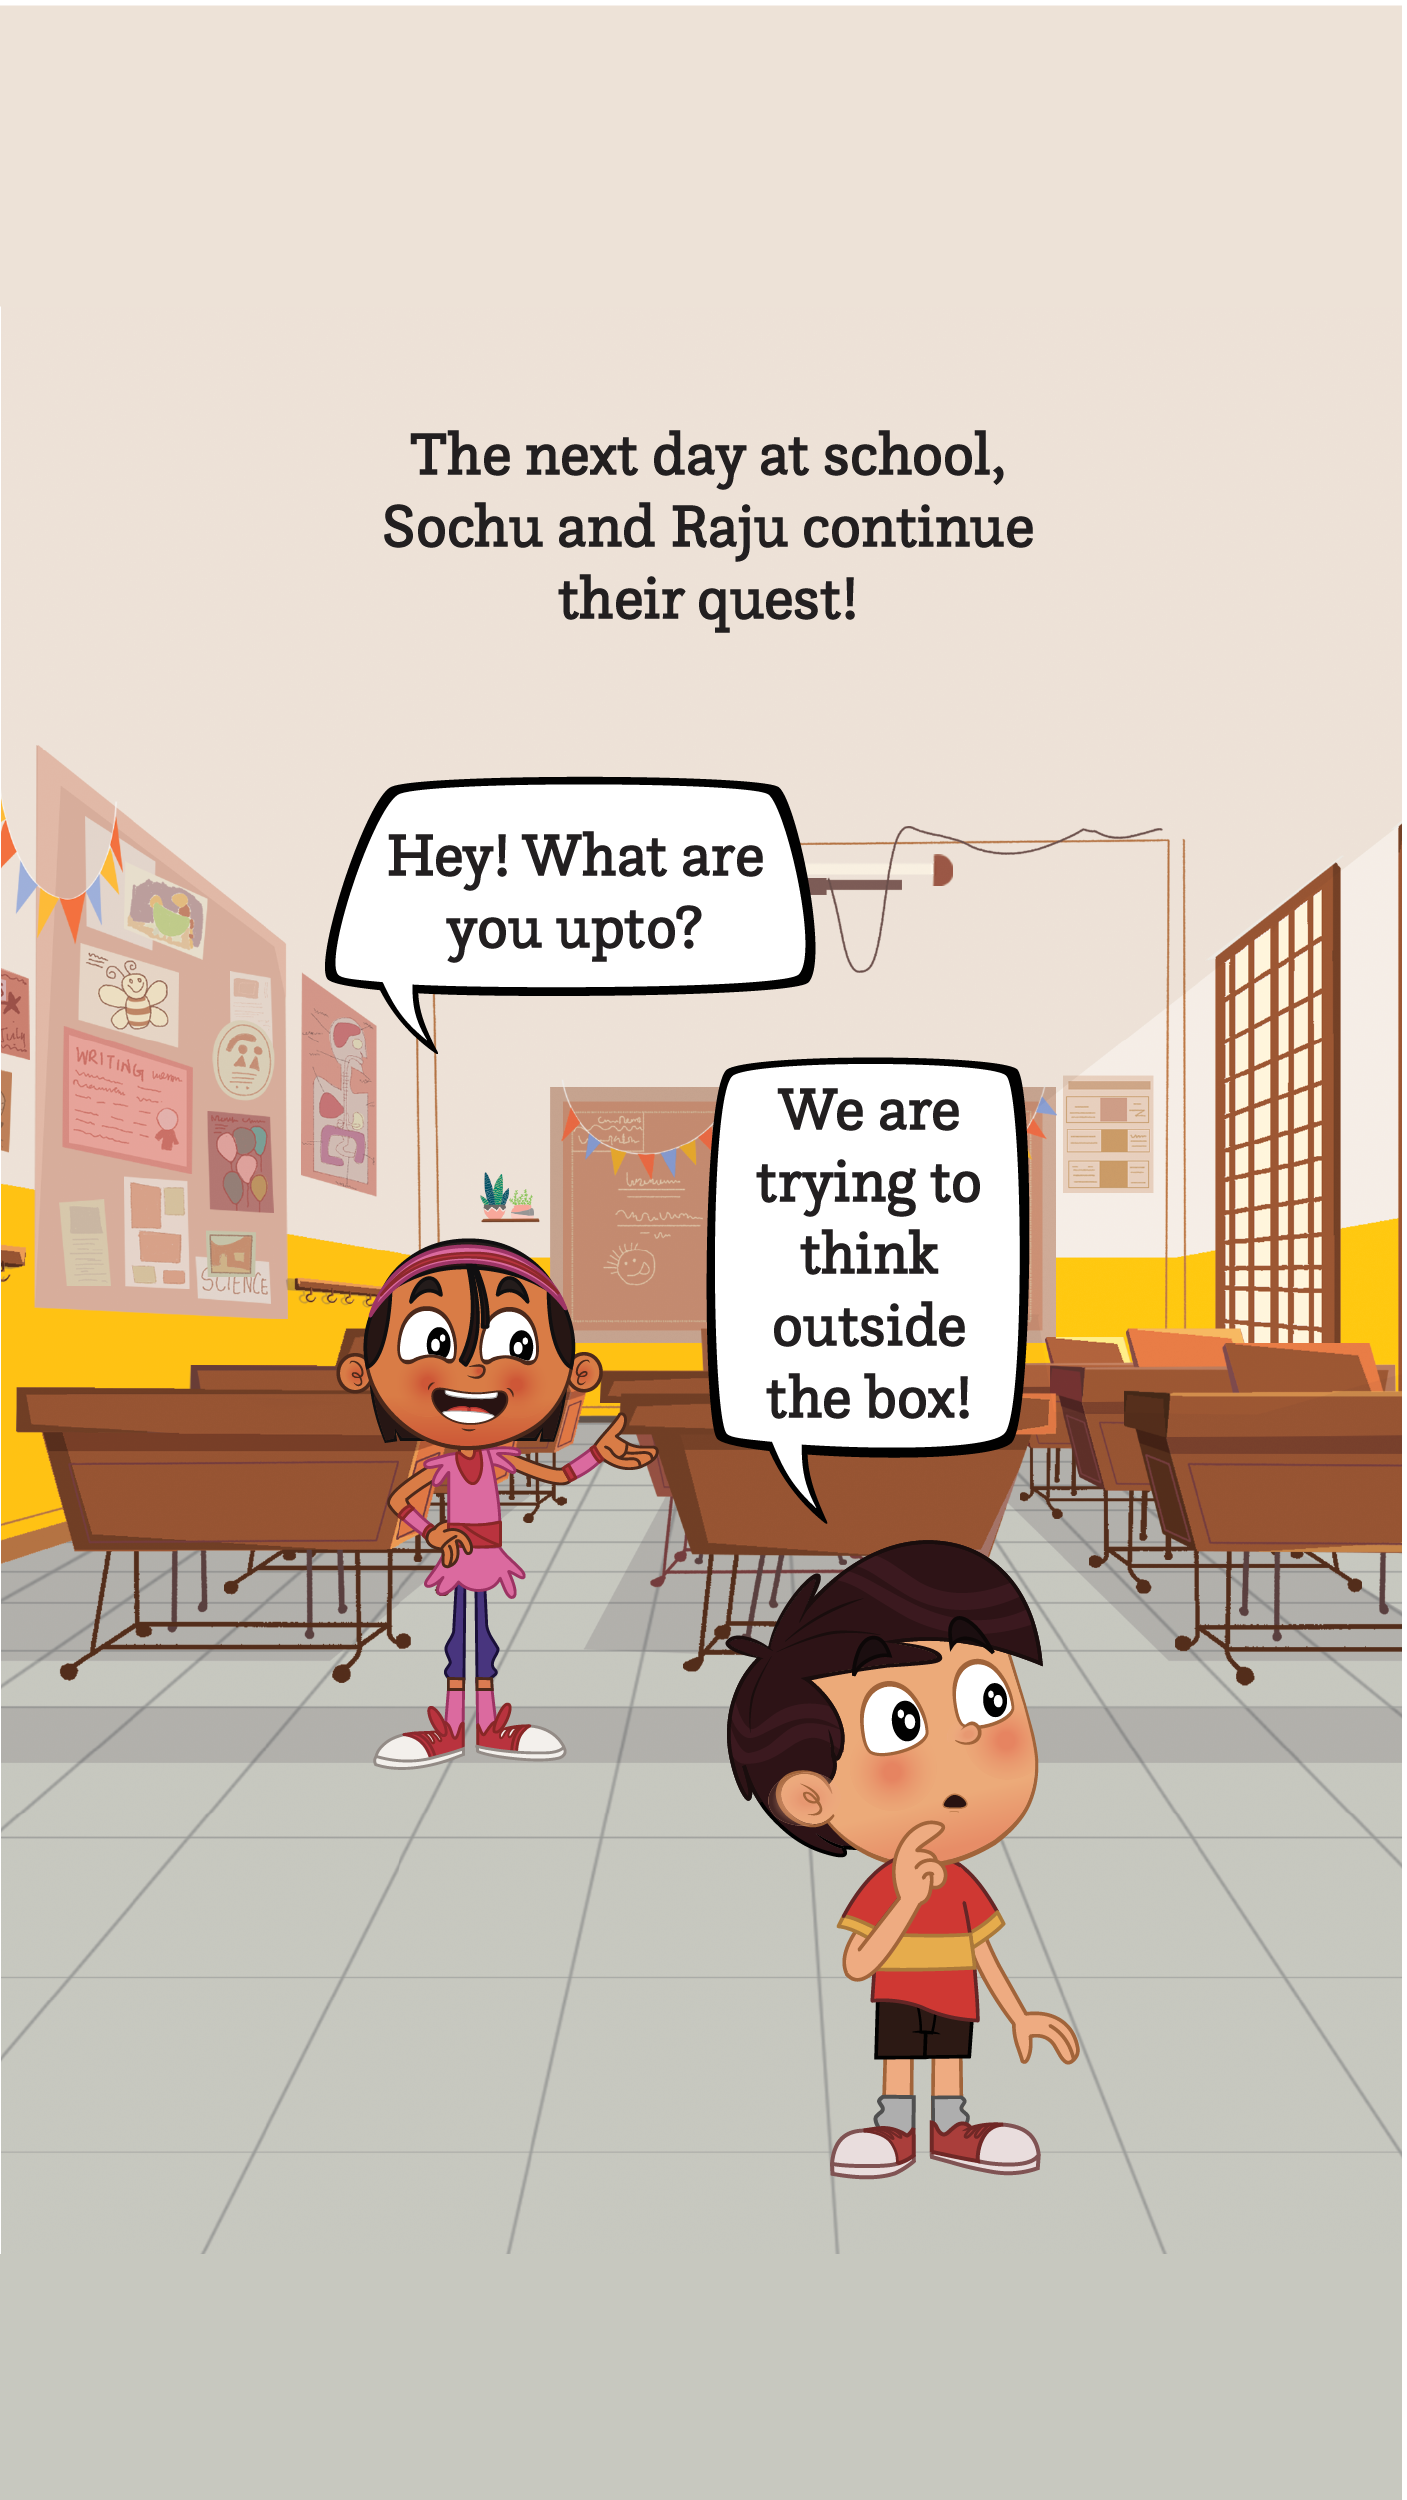 The next day at school,
Sochu and Raju continue
their quest!
Hey! What are
you upto?
We are
trying to
think
outside
the box!
WRITING
SCIENCE